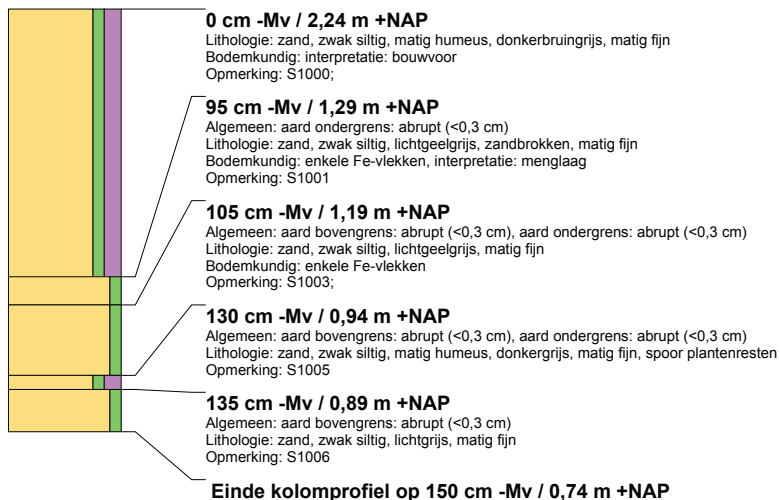 0 cm -Mv / 2,24 m +NAP
Lithologie: zand, zwak siltig, matig humeus, donkerbruingrijs, matig fijn
Bodemkundig: interpretatie: bouwvoor
Opmerking: S1000;
95 cm -Mv / 1,29 m +NAP
Algemeen: aard ondergrens: abrupt (<0,3 cm)
Lithologie: zand, zwak siltig, lichtgeelgrijs, zandbrokken, matig fijn
Bodemkundig: enkele Fe-vlekken, interpretatie: menglaag
Opmerking: S1001
105 cm -Mv / 1,19 m +NAP
Algemeen: aard bovengrens: abrupt (<0,3 cm), aard ondergrens: abrupt (<0,3 cm)
Lithologie: zand, zwak siltig, lichtgeelgrijs, matig fijn
Bodemkundig: enkele Fe-vlekken
Opmerking: S1003;
130 cm -Mv / 0,94 m +NAP
Algemeen: aard bovengrens: abrupt (<0,3 cm), aard ondergrens: abrupt (<0,3 cm)
Lithologie: zand, zwak siltig, matig humeus, donkergrijs, matig fijn, spoor plantenresten
Opmerking: S1005
135 cm -Mv / 0,89 m +NAP
Algemeen: aard bovengrens: abrupt (<0,3 cm)
Lithologie: zand, zwak siltig, lichtgrijs, matig fijn
Opmerking: S1006
Einde kolomprofiel op 150 cm -Mv / 0,74 m +NAP